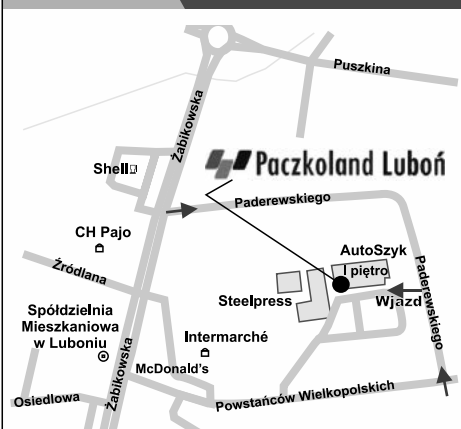 Puszkina
Żabikowska
Shell
Paczkoland Luboń
Paderewskiego
CH Pajo
AutoSzyk
I piętro
Źródlana
Steelpress
Wjazd
Paderewskiego
Spółdzielnia
Mieszkaniowa
w Luboniu
Intermarché
McDonald's
Żabikowska
Osiedlowa
Powstańców Wielkopolskich